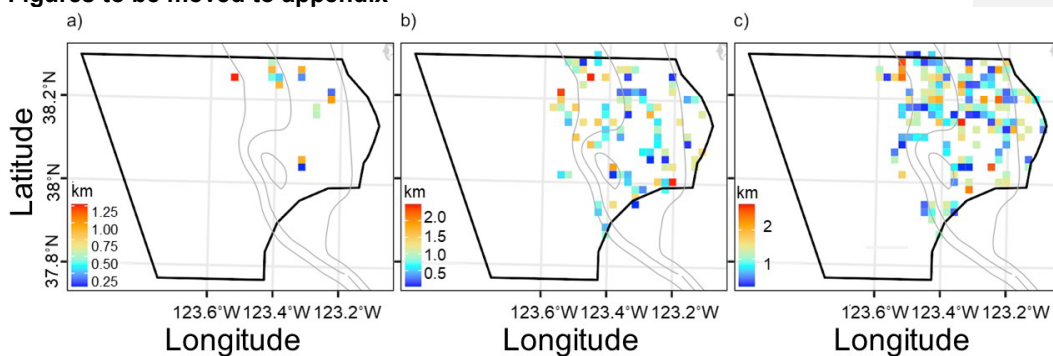 Figures to be moved to appendix
a)
b)
c)
Latitude
38.2°N
38°N
37.8°N
km
1.25
1.00
0.75
0.50
0.25
km
2.0
1.5
1.0
0.5
km
2
1
123.6°W 123.4°W 123.2°W
123.6°W 123.4°W 123.2°W
123.6°W 123.4°W 123.2°W
Longitude
Longitude
Longitude